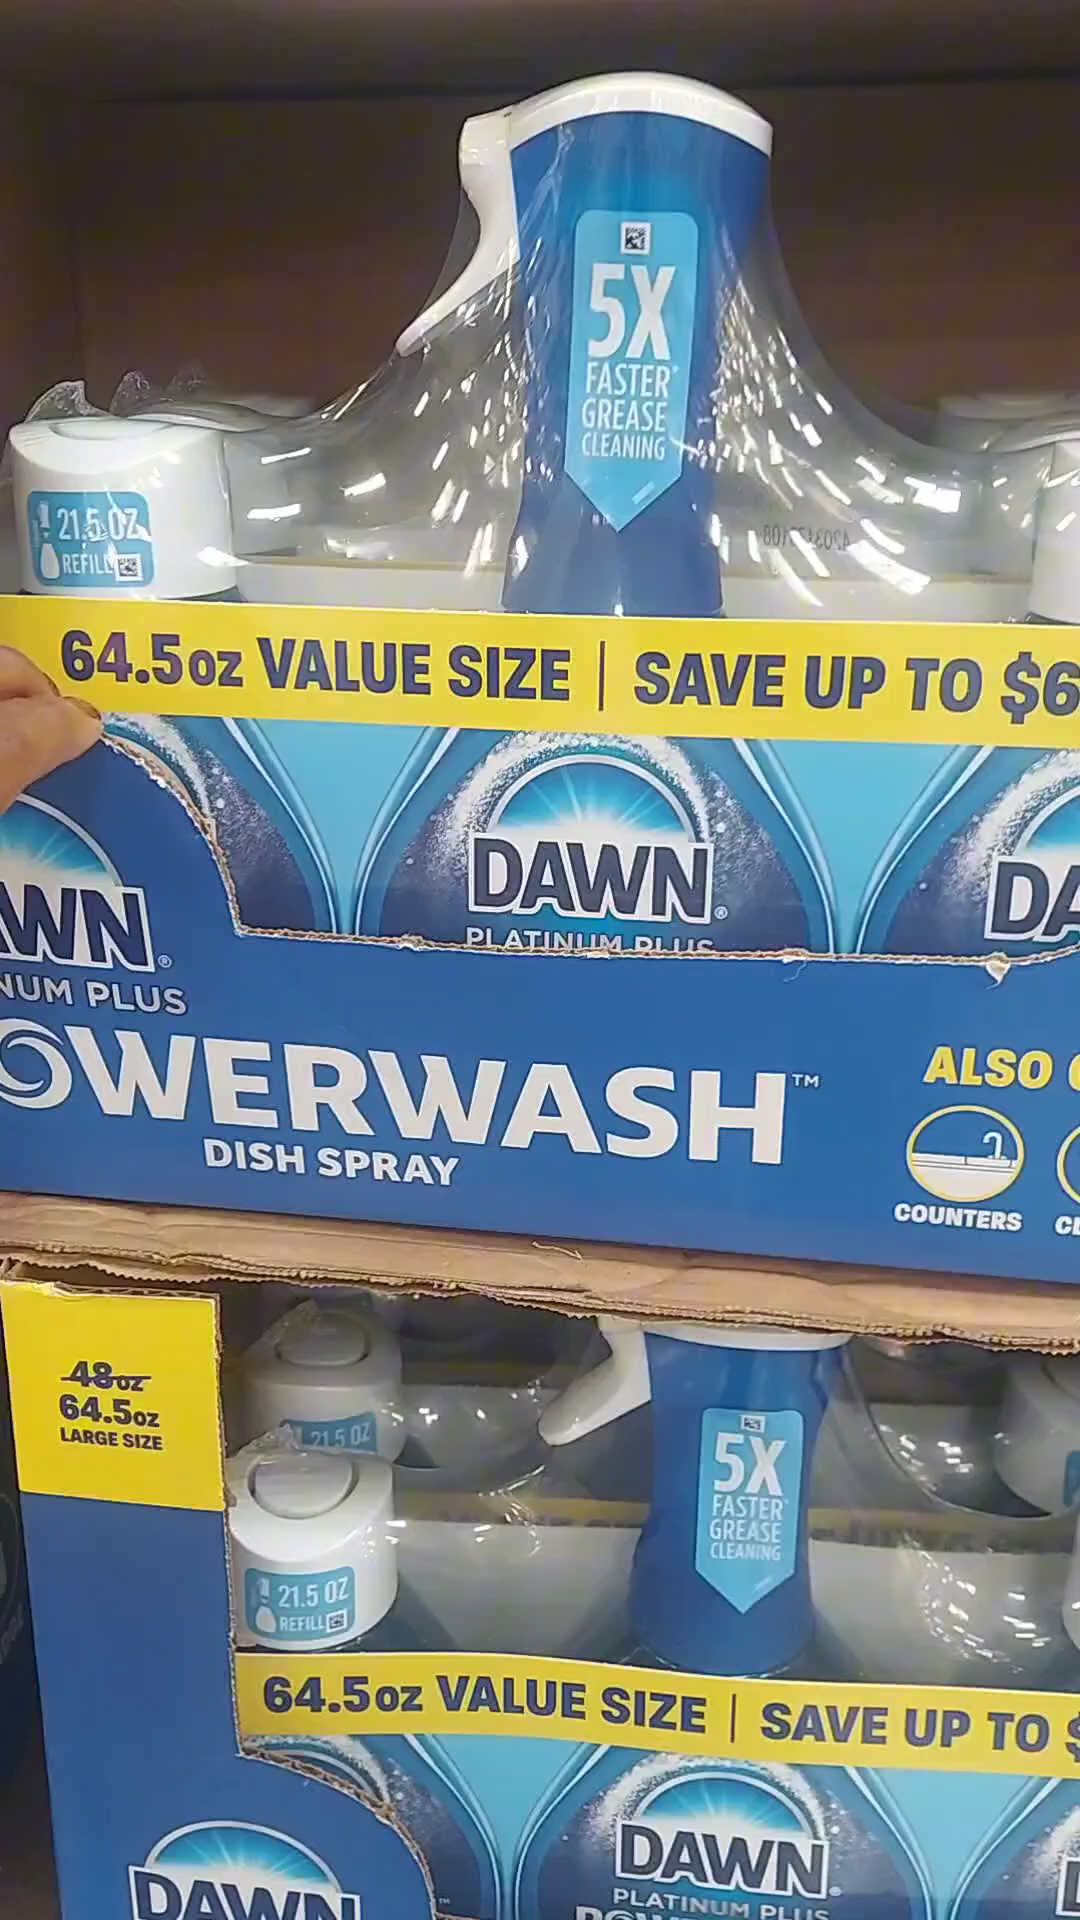 5X
FASTER*
GREASE
CLEANING
21.5 OZ
REFILL
64.5oz VALUE SIZE | SAVE UP TO $6
DAWN®
PLATINUM PLUS
DA
AWN®
NUM PLUS
OWERWASH™
DISH SPRAY
ALSO
COUNTERS
48oz
64.5oz
LARGE SIZE
21.5 OZ
5X
FASTER*
GREASE
CLEANING
21.5 OZ
REFILL
64.5oz VALUE SIZE | SAVE UP TO $
DAWN
DAWN®
PLATINUM PLUS